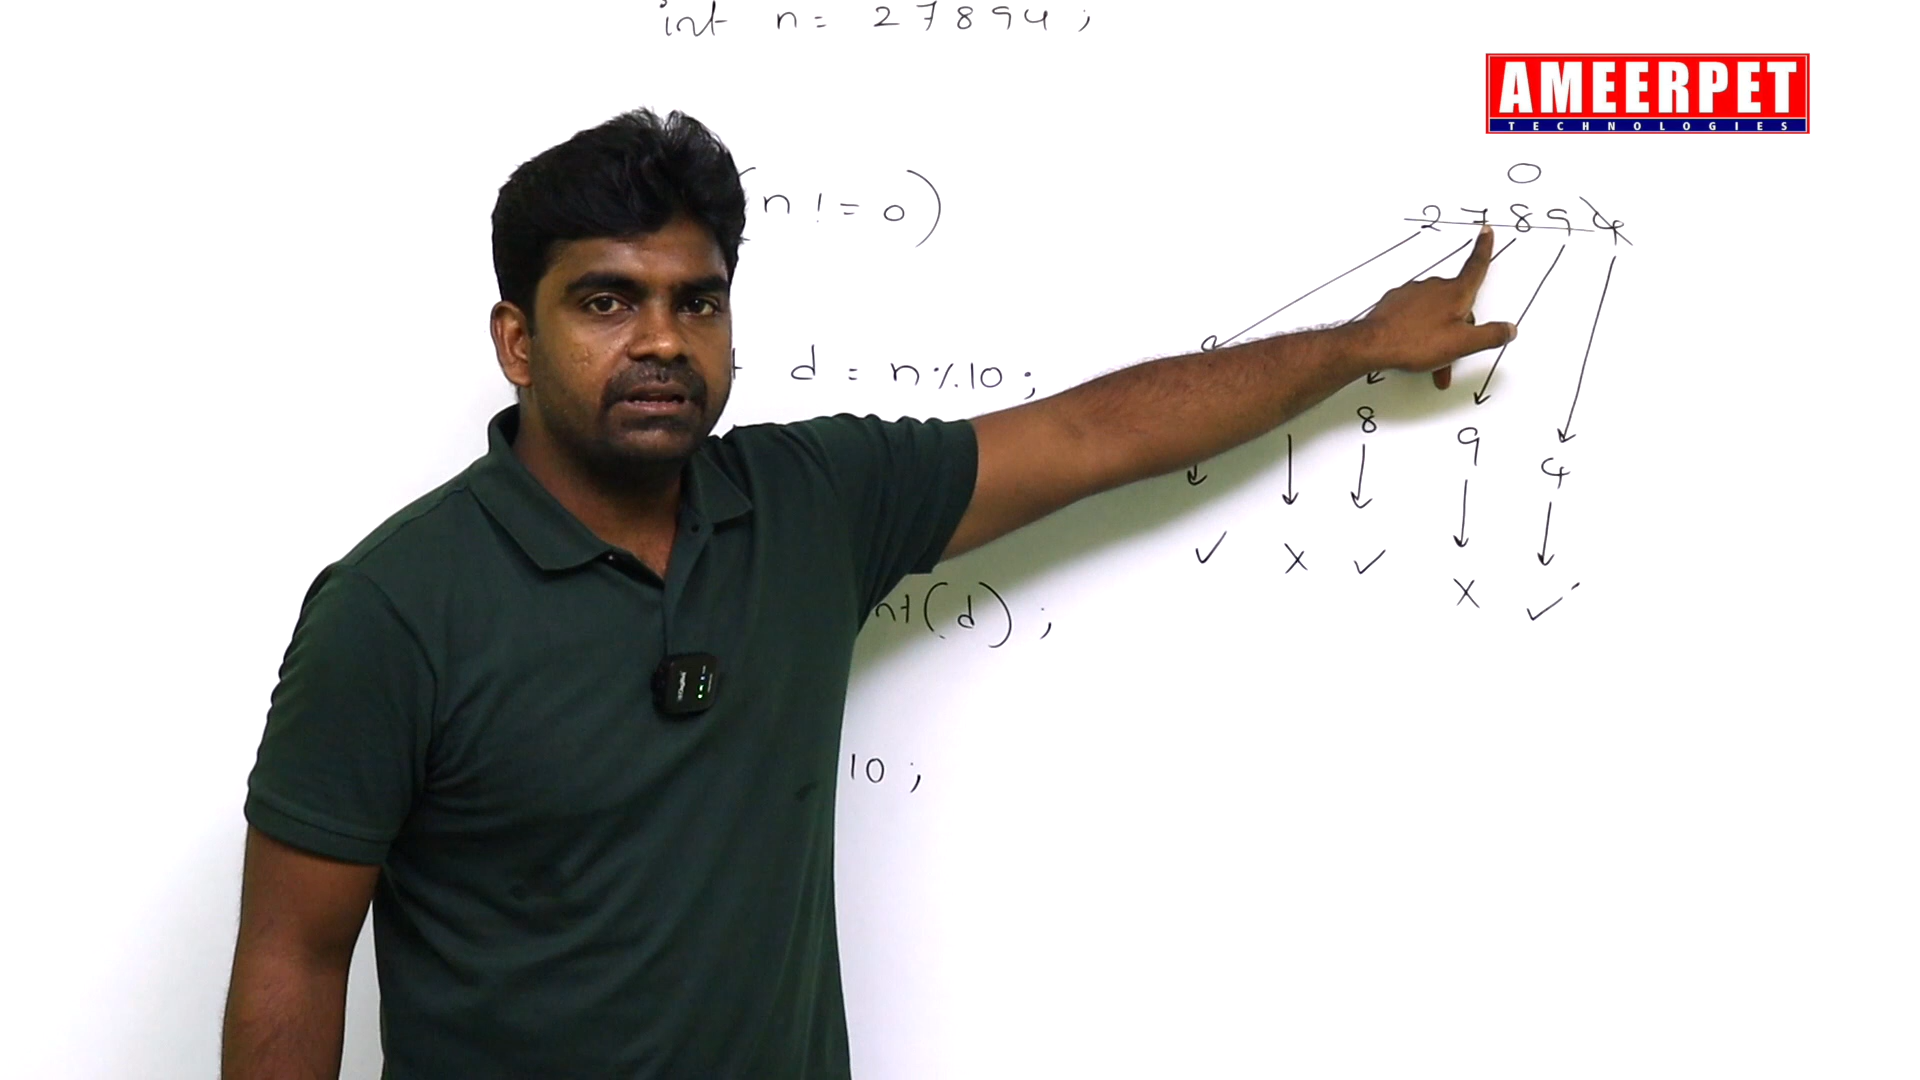 int n = 27894;
AMEERPET
TECHNOLOGIES
0
(n != 0)
27894
d = n%10;
8
9
4
nt(d);
10;